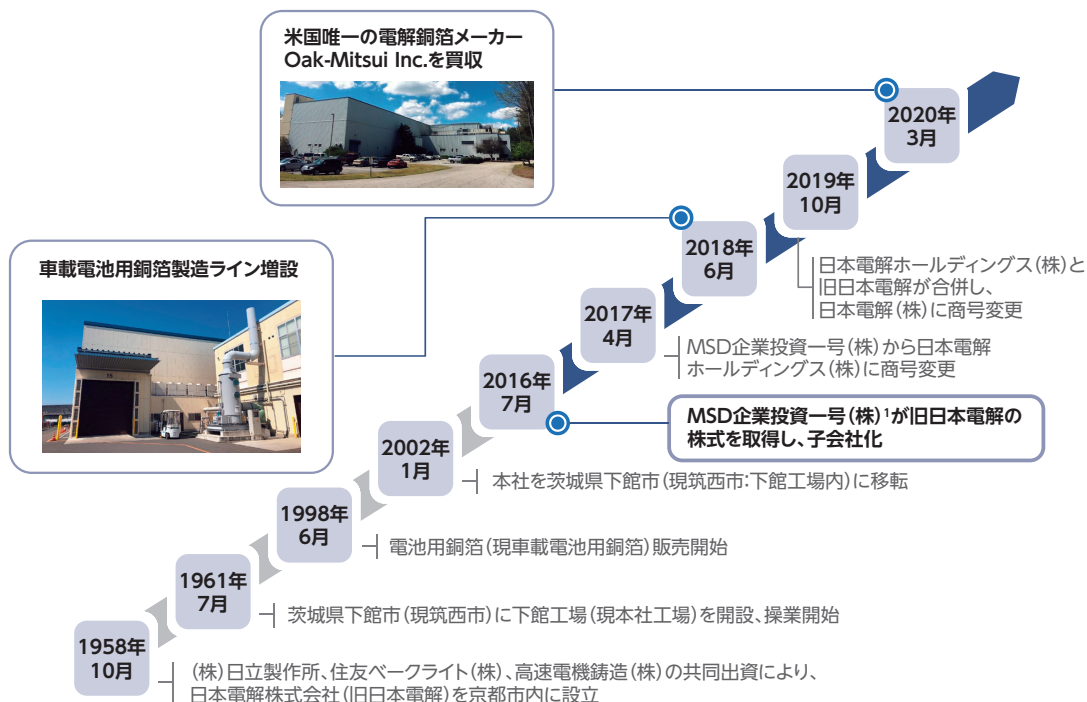 米国唯一の電解銅箔メーカー
Oak-Mitsui Inc.を買収
2020年
3月
2019年
10月
日本電解ホールディングス(株)と
旧日本電解が合併し、
日本電解(株)に商号変更
車載電池用銅箔製造ライン増設
2018年
6月
2017年
4月
MSD企業投資一号(株)から日本電解
ホールディングス(株)に商号変更
2016年
7月
MSD企業投資一号(株)¹が旧日本電解の
株式を取得し、子会社化
2002年
1月
本社を茨城県下館市(現筑西市:下館工場内)に移転
1998年
6月
電池用銅箔(現車載電池用銅箔)販売開始
1961年
7月
茨城県下館市(現筑西市)に下館工場(現本社工場)を開設、操業開始
1958年
10月
(株)日立製作所、住友ベークライト(株)、高速電機鋳造(株)の共同出資により、
日本電解株式会社(旧日本電解)を京都市内に設立